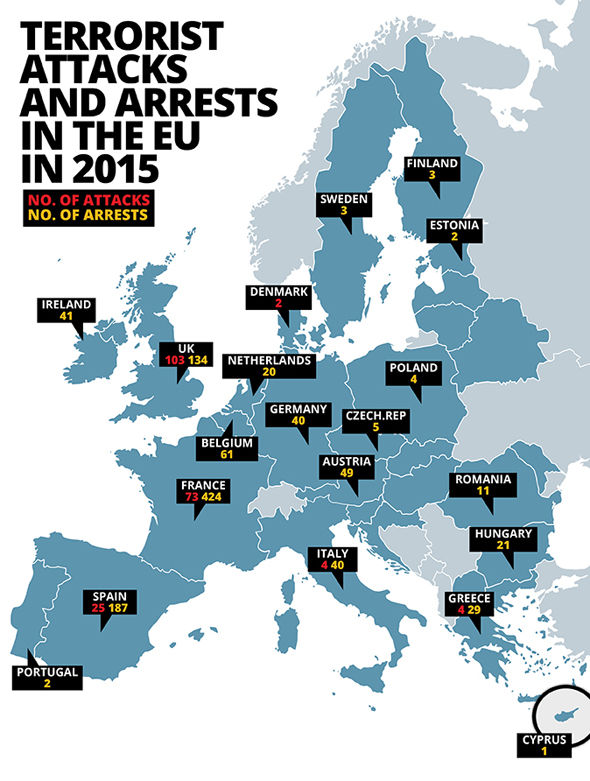 TERRORIST
ATTACKS
AND ARRESTS
IN THE EU
IN 2015
NO. OF ATTACKS
NO. OF ARRESTS
FINLAND
3
SWEDEN
3
ESTONIA
2
DENMARK
2
IRELAND
41
UK
103 134
NETHERLANDS
20
POLAND
4
GERMANY
40
CZECH.REP
5
BELGIUM
61
AUSTRIA
49
FRANCE
73 424
ROMANIA
11
HUNGARY
21
ITALY
4 40
SPAIN
25 187
GREECE
4 29
PORTUGAL
2
CYPRUS
1